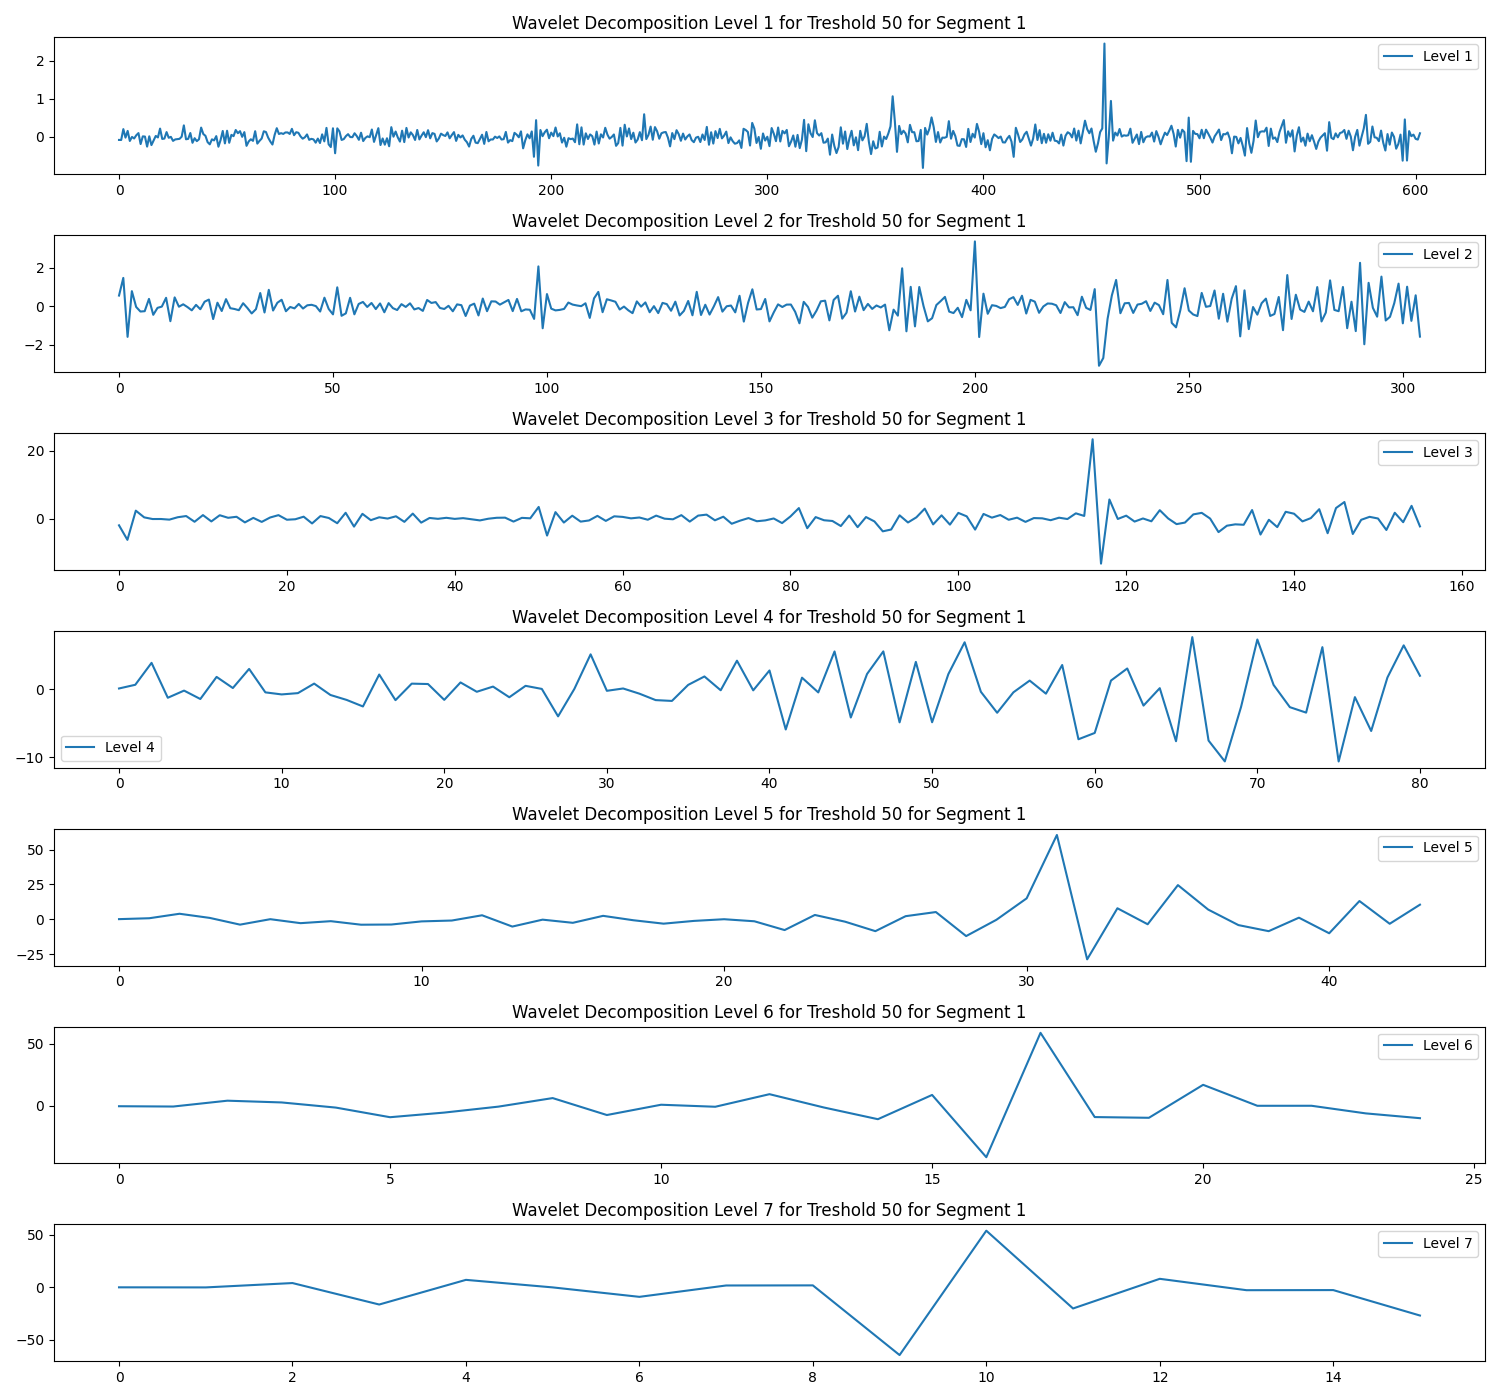 Wavelet Decomposition Level 1 for Treshold 50 for Segment 1
2
1
0
Level 1
0 100 200 300 400 500 600
Wavelet Decomposition Level 2 for Treshold 50 for Segment 1
2
0
−2
Level 2
0 50 100 150 200 250 300
Wavelet Decomposition Level 3 for Treshold 50 for Segment 1
20
0
Level 3
0 20 40 60 80 100 120 140 160
Wavelet Decomposition Level 4 for Treshold 50 for Segment 1
0
−10
Level 4
0 10 20 30 40 50 60 70 80
Wavelet Decomposition Level 5 for Treshold 50 for Segment 1
50
25
0
−25
Level 5
0 10 20 30 40
Wavelet Decomposition Level 6 for Treshold 50 for Segment 1
50
0
Level 6
0 5 10 15 20 25
Wavelet Decomposition Level 7 for Treshold 50 for Segment 1
50
0
−50
Level 7
0 2 4 6 8 10 12 14